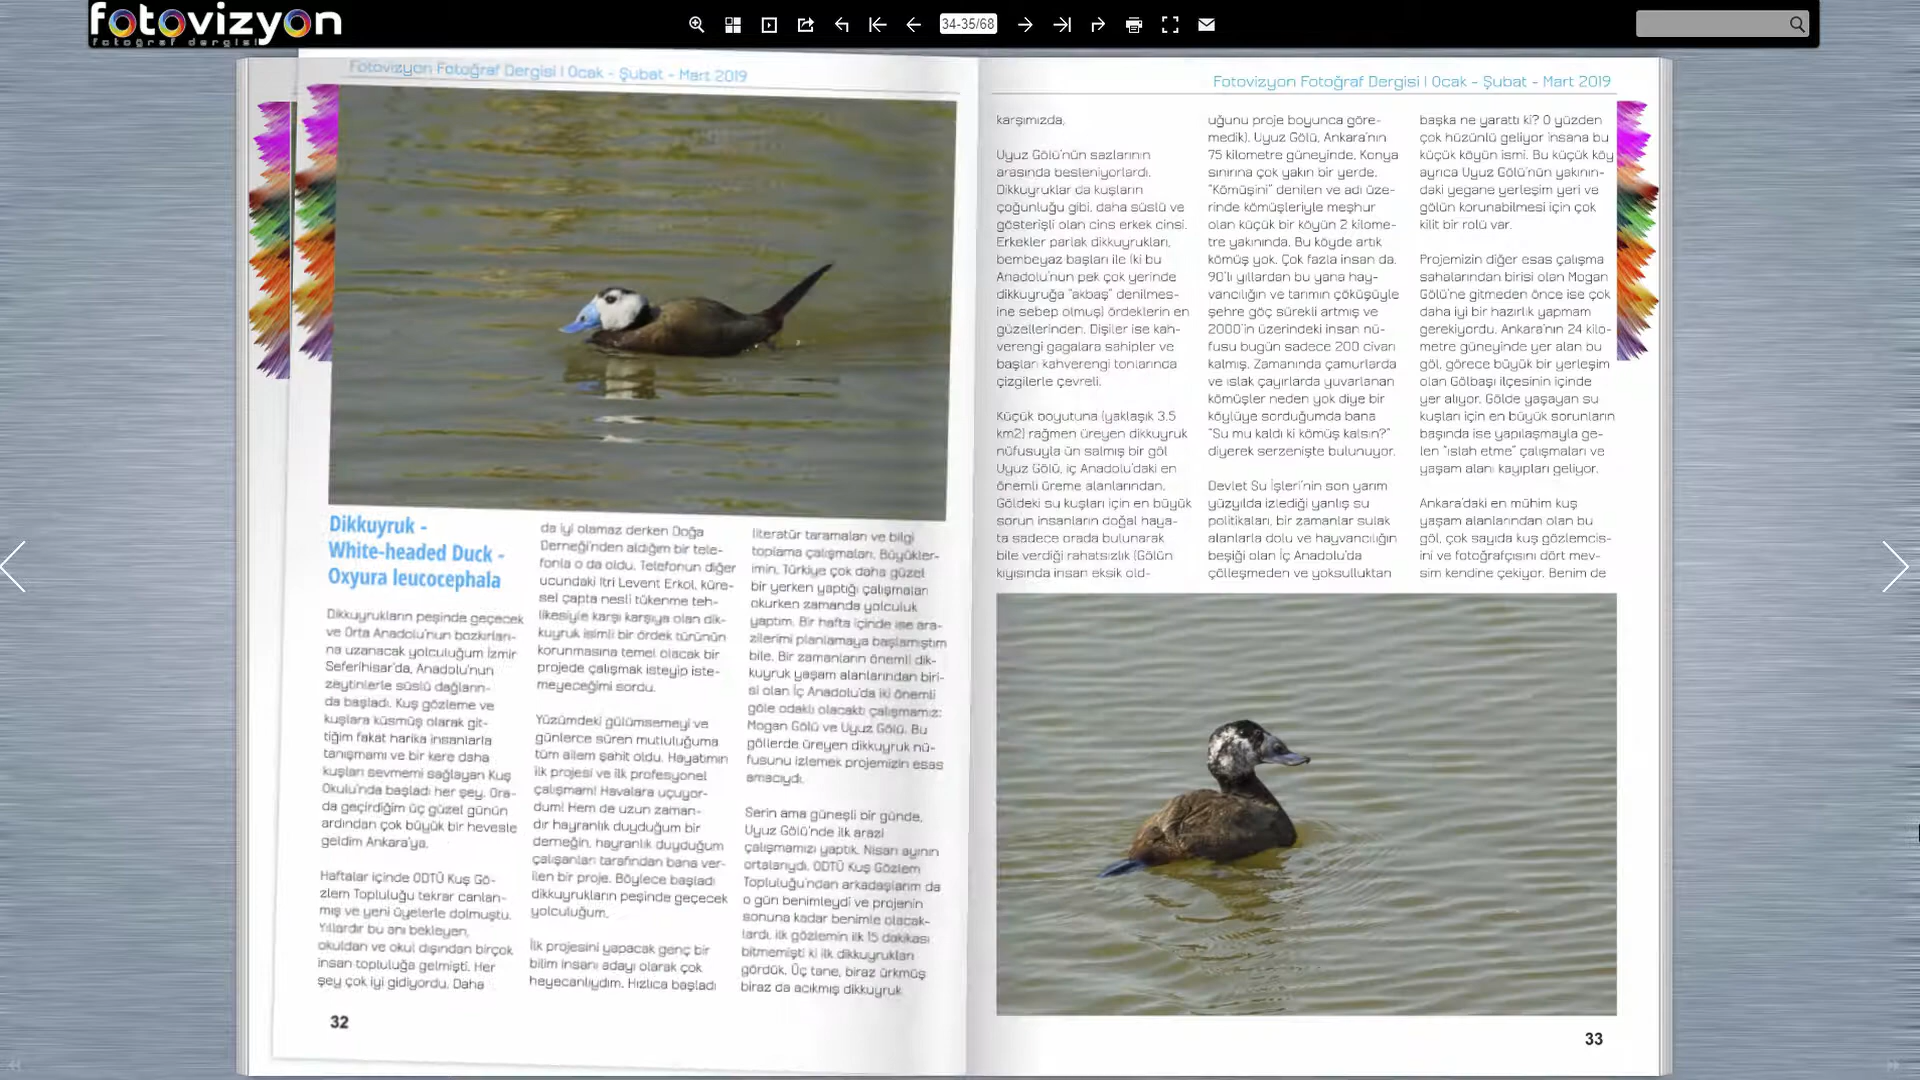 fotovizyon
fotoğraf dergisi
34-35/68
Fotovizyon Fotoğraf Dergisi | Ocak - Şubat - Mart 2019
Dikkuyruk -
White-headed Duck -
Oxyura leucocephala
Dikkuyrukların peşinde geçecek
ve Orta Anadolu'nun bozkırları-
na uzanacak yolculuğum İzmir
Seferihisar'da, Anadolu'nun
zeytinlerle süslü dağların-
da başladı. Kuş gözleme ve
kuşlara küsmüş olarak git-
tiğim fakat harika insanlarla
tanışmamı ve bir kere daha
kuşları sevmemi sağlayan Kuş
Okulu'nda başladı her şey. Ora-
da geçirdiğim üç güzel günün
ardından çok büyük bir hevesle
geldim Ankara'ya.
Haftalar içinde ODTÜ Kuş Gö-
zlem Topluluğu tekrar canlan-
mış ve yeni üyelerle dolmuştu.
Yıllardır bu anı bekleyen,
okuldan ve okul dışından birçok
insan topluluğa gelmişti. Her
şey çok iyi gidiyordu. Daha
da iyi olamaz derken Doğa
Derneği'nden aldığım bir tele-
fonla o da oldu. Telefonun diğer
ucundaki Itri Levent Erkol, küre-
sel çapta nesli tükenme teh-
likesiyle karşı karşıya olan dik-
kuyruk isimli bir ördek türünün
korunmasına temel olacak bir
projede çalışmak isteyip iste-
meyeceğimi sordu.
Yüzümdeki gülümsemeyi ve
günlerce süren mutluluğuma
tüm ailem şahit oldu. Hayatımın
ilk projesi ve ilk profesyonel
çalışmam! Havalara uçuyor-
dum! Hem de uzun zaman-
dır hayranlık duyduğum bir
derneğin, hayranlık duyduğum
çalışanları tarafından bana ver-
ilen bir proje. Böylece başladı
dikkuyrukların peşinde geçecek
yolculuğum.
İlk projesini yapacak genç bir
bilim insanı adayı olarak çok
heyecanlıydım. Hızlıca başladı
literatür taramaları ve bilgi
toplama çalışmaları. Büyükler-
imin, Türkiye çok daha güzel
bir yerken yaptığı çalışmaları
okurken zamanda yolculuk
yaptım. Bir hafta içinde ise ara-
zilerimi planlamaya başlamıştım
bile. Bir zamanların önemli dik-
kuyruk yaşam alanlarından biri-
si olan İç Anadolu'da iki önemli
göle odaklı olacaktı çalışmamız;
Mogan Gölü ve Uyuz Gölü. Bu
göllerde üreyen dikkuyruk nü-
fusunu izlemek projemizin esas
amacıydı.
Serin ama güneşli bir günde,
Uyuz Gölü'nde ilk arazi
çalışmamızı yaptık. Nisan ayının
ortalarıydı. ODTÜ Kuş Gözlem
Topluluğu'ndan arkadaşlarım da
o gün benimleydi ve projenin
sonuna kadar benimle olacak-
lardı. ilk gözlemin ilk 15 dakikası
bitmemişti ki ilk dikkuyrukları
gördük. Üç tane, biraz ürkmüş
biraz da acıkmış dikkuyruk
32
Fotovizyon Fotoğraf Dergisi | Ocak - Şubat - Mart 2019
karşımızda,
Uyuz Gölü'nün sazlarının
arasında besleniyorlardı.
Dikkuyruklar da kuşların
çoğunluğu gibi, daha süslü ve
gösterişli olan cins erkek cinsi.
Erkekler parlak dikkuyrukları,
bembeyaz başları ile (ki bu
Anadolu'nun pek çok yerinde
dikkuyruğa "akbaş" denilmes-
ine sebep olmuş) ördeklerin en
güzellerinden. Dişiler ise kah-
verengi gagalara sahipler ve
başları kahverengi tonlarında
çizgilerle çevreli.
Küçük boyutuna (yaklaşık 3.5
km2) rağmen üreyen dikkuyruk
nüfusuyla ün salmış bir göl
Uyuz Gölü, iç Anadolu'daki en
önemli üreme alanlarından.
Göldeki su kuşları için en büyük
sorun insanların doğal haya-
ta sadece orada bulunarak
bile verdiği rahatsızlık (Gölün
kıyısında insan eksik old-
uğunu proje boyunca göre-
medik). Uyuz Gölü, Ankara'nın
75 kilometre güneyinde, Konya
sınırına çok yakın bir yerde.
"Kömüşini" denilen ve adı üze-
rinde kömüşleriyle meşhur
olan küçük bir köyün 2 kilome-
tre yakınında. Bu köyde artık
kömüş yok. Çok fazla insan da.
90'lı yıllardan bu yana hay-
vancılığın ve tarımın çöküşüyle
şehre göç sürekli artmış ve
2000'in üzerindeki insan nü-
fusu bugün sadece 200 civarı
kalmış. Zamanında çamurlarda
ve ıslak çayırlarda yuvarlanan
kömüşler neden yok diye bir
köylüye sorduğumda bana
"Su mu kaldı ki kömüş kalsın?"
diyerek serzenişte bulunuyor.
Devlet Su İşleri'nin son yarım
yüzyılda izlediği yanlış su
politikaları, bir zamanlar sulak
alanlarla dolu ve hayvancılığın
beşiği olan İç Anadolu'da
çölleşmeden ve yoksulluktan
başka ne yarattı ki? O yüzden
çok hüzünlü geliyor insana bu
küçük köyün ismi. Bu küçük köy
ayrıca Uyuz Gölü'nün yakının-
daki yegane yerleşim yeri ve
gölün korunabilmesi için çok
kilit bir rolü var.
Projemizin diğer esas çalışma
sahalarından birisi olan Mogan
Gölü'ne gitmeden önce ise çok
daha iyi bir hazırlık yapmam
gerekiyordu. Ankara'nın 24 kilo-
metre güneyinde yer alan bu
göl, görece büyük bir yerleşim
olan Gölbaşı ilçesinin içinde
yer alıyor. Gölde yaşayan su
kuşları için en büyük sorunların
başında ise yapılaşmayla ge-
len "ıslah etme" çalışmaları ve
yaşam alanı kayıpları geliyor.
Ankara'daki en mühim kuş
yaşam alanlarından olan bu
göl, çok sayıda kuş gözlemcis-
ini ve fotoğrafçısını dört mev-
sim kendine çekiyor. Benim de
33